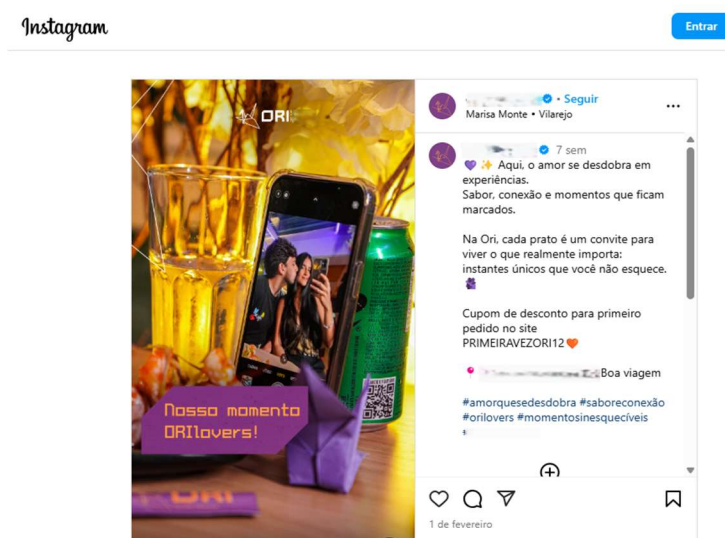 Instagram
Entrar
ORI
Nosso momento
ORIlovers!
ORI
• Seguir
Marisa Monte • Vilarejo
7 sem
💜✨ Aqui, o amor se desdobra em
experiências.
Sabor, conexão e momentos que ficam
marcados.
Na Ori, cada prato é um convite para
viver o que realmente importa:
instantes únicos que você não esquece.
Cupom de desconto para primeiro
pedido no site
PRIMEIRAVEZORI12🧡
📍 Boa viagem
#amorquesedesdobra #saboreconexão
#orilovers #momentosinesquecíveis
1 de fevereiro